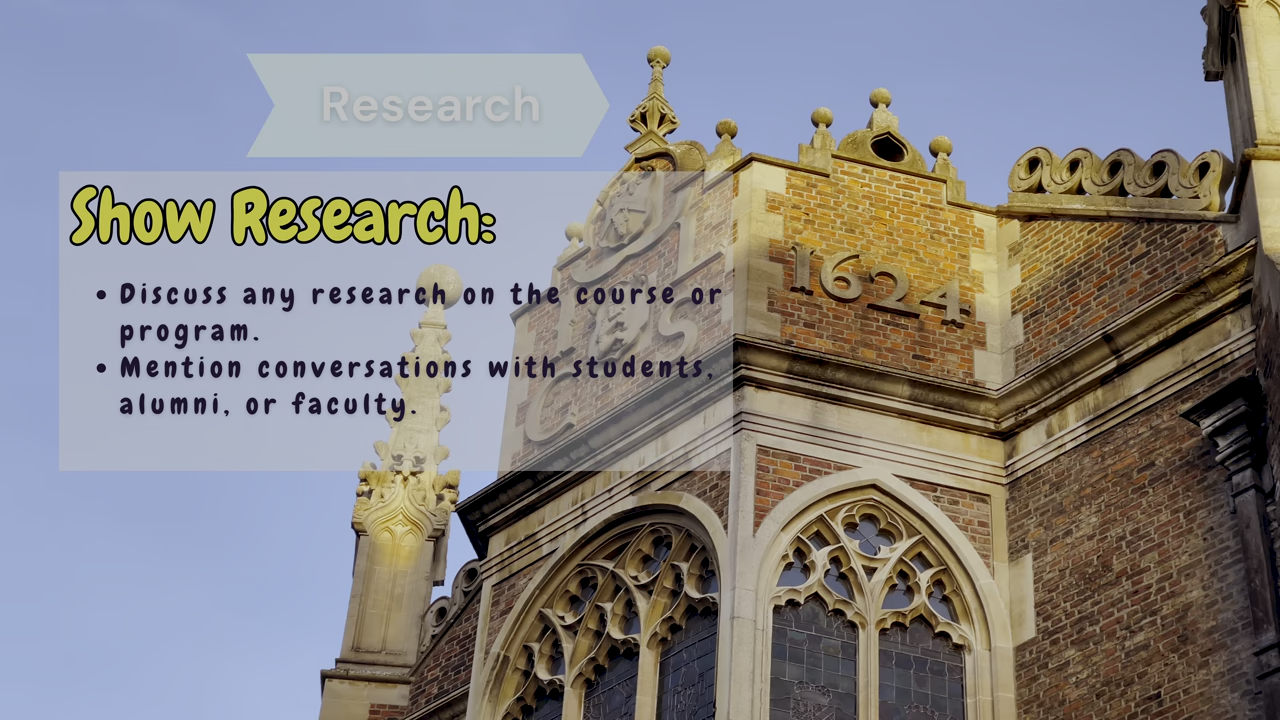 Research
Show Research:
• Discuss any research on the course or
program.
• Mention conversations with students,
alumni, or faculty.
1624
I L
I S
C